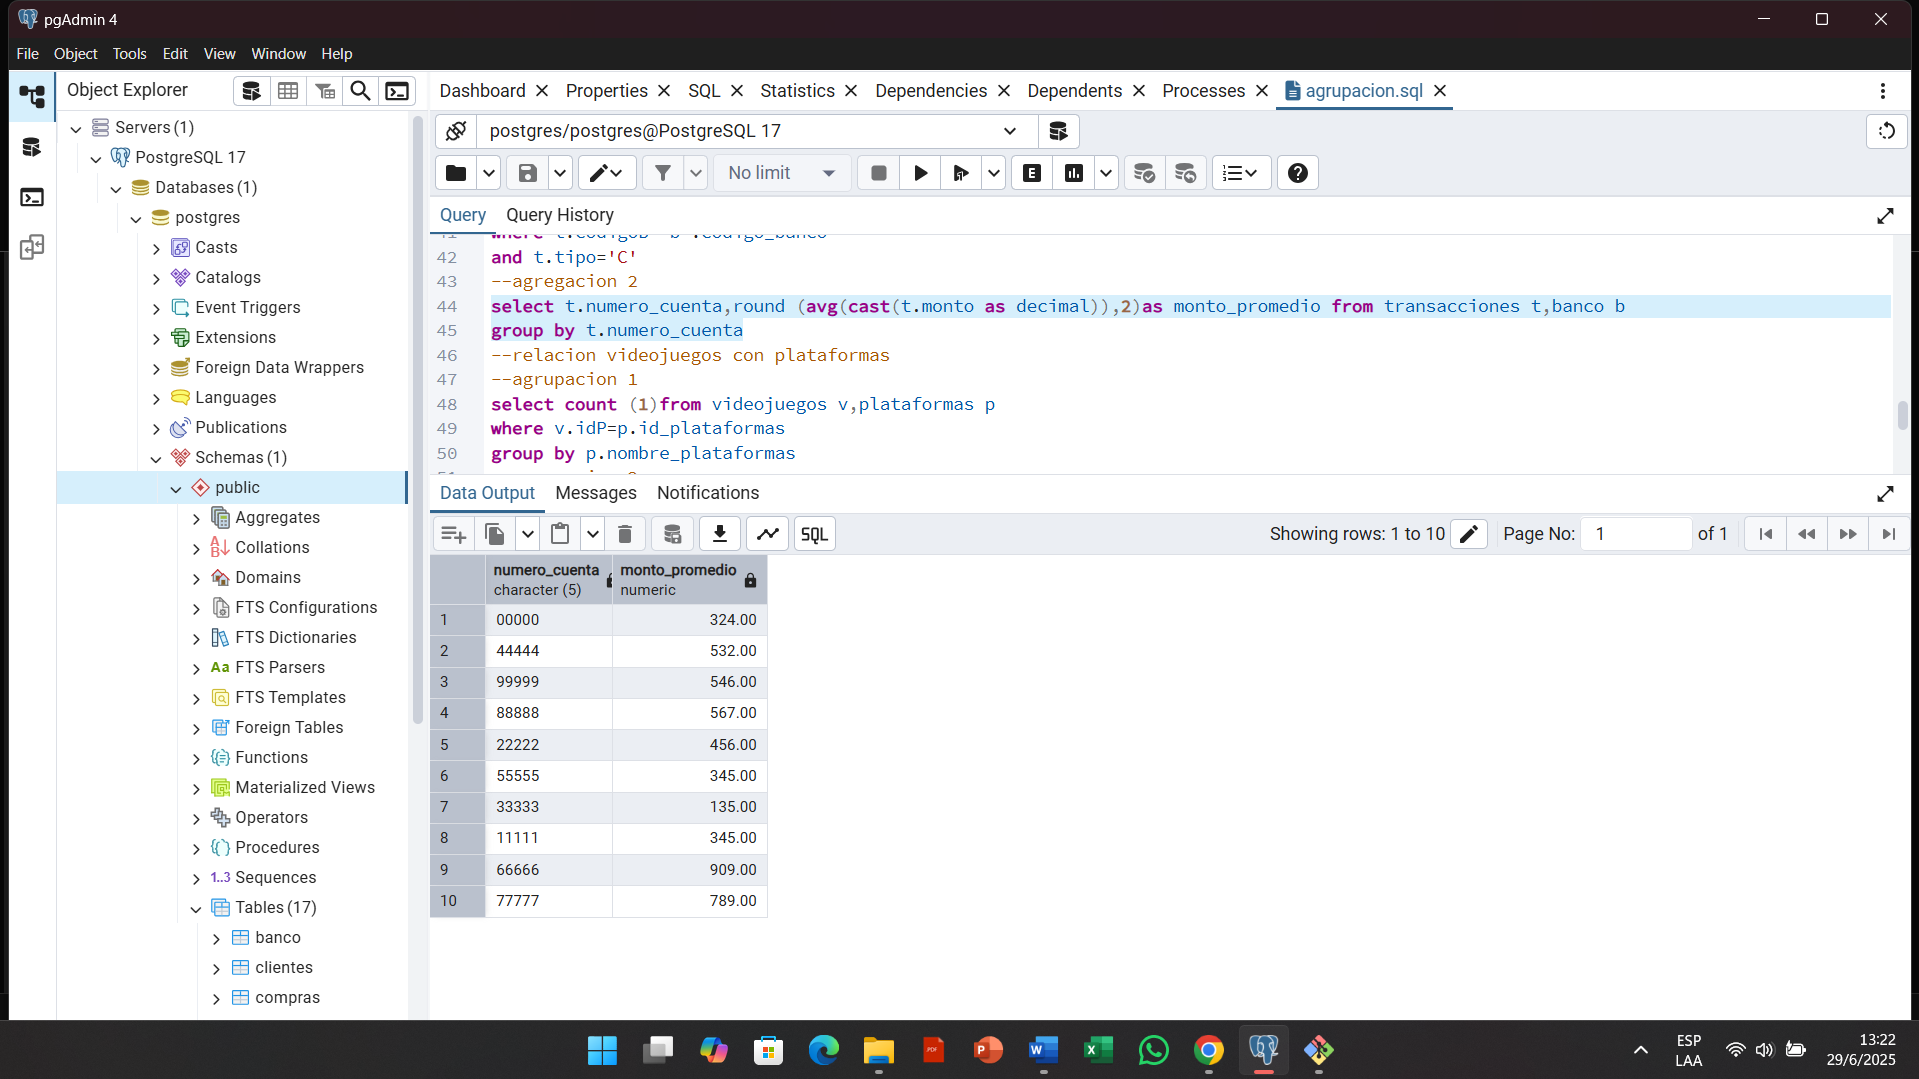 pgAdmin 4
File Object Tools Edit View Window Help
Object Explorer
Servers (1)
PostgreSQL 17
Databases (1)
postgres
Casts
Catalogs
Event Triggers
Extensions
Foreign Data Wrappers
Languages
Publications
Schemas (1)
public
Aggregates
Collations
Domains
FTS Configurations
FTS Dictionaries
Aa FTS Parsers
FTS Templates
Foreign Tables
Functions
Materialized Views
Operators
Procedures
1..3 Sequences
Tables (17)
banco
clientes
compras
Dashboard Properties SQL Statistics Dependencies Dependents Processes agrupacion.sql
postgres/postgres@PostgreSQL 17
No limit E
Query Query History
42 and t.tipo='C'
43 --agregacion 2
44 select t.numero_cuenta,round (avg(cast(t.monto as decimal)),2)as monto_promedio from transacciones t,banco b
45 group by t.numero_cuenta
46 --relacion videojuegos con plataformas
47 --agrupacion 1
48 select count (1)from videojuegos v,plataformas p
49 where v.idP=p.id_plataformas
50 group by p.nombre_plataformas
Data Output Messages Notifications
SQL Showing rows: 1 to 10 Page No: 1 of 1
numero_cuenta monto_promedio
character (5) numeric
1 00000 324.00
2 44444 532.00
3 99999 546.00
4 88888 567.00
5 22222 456.00
6 55555 345.00
7 33333 135.00
8 11111 345.00
9 66666 909.00
10 77777 789.00
ESP 13:22
LAA 29/6/2025